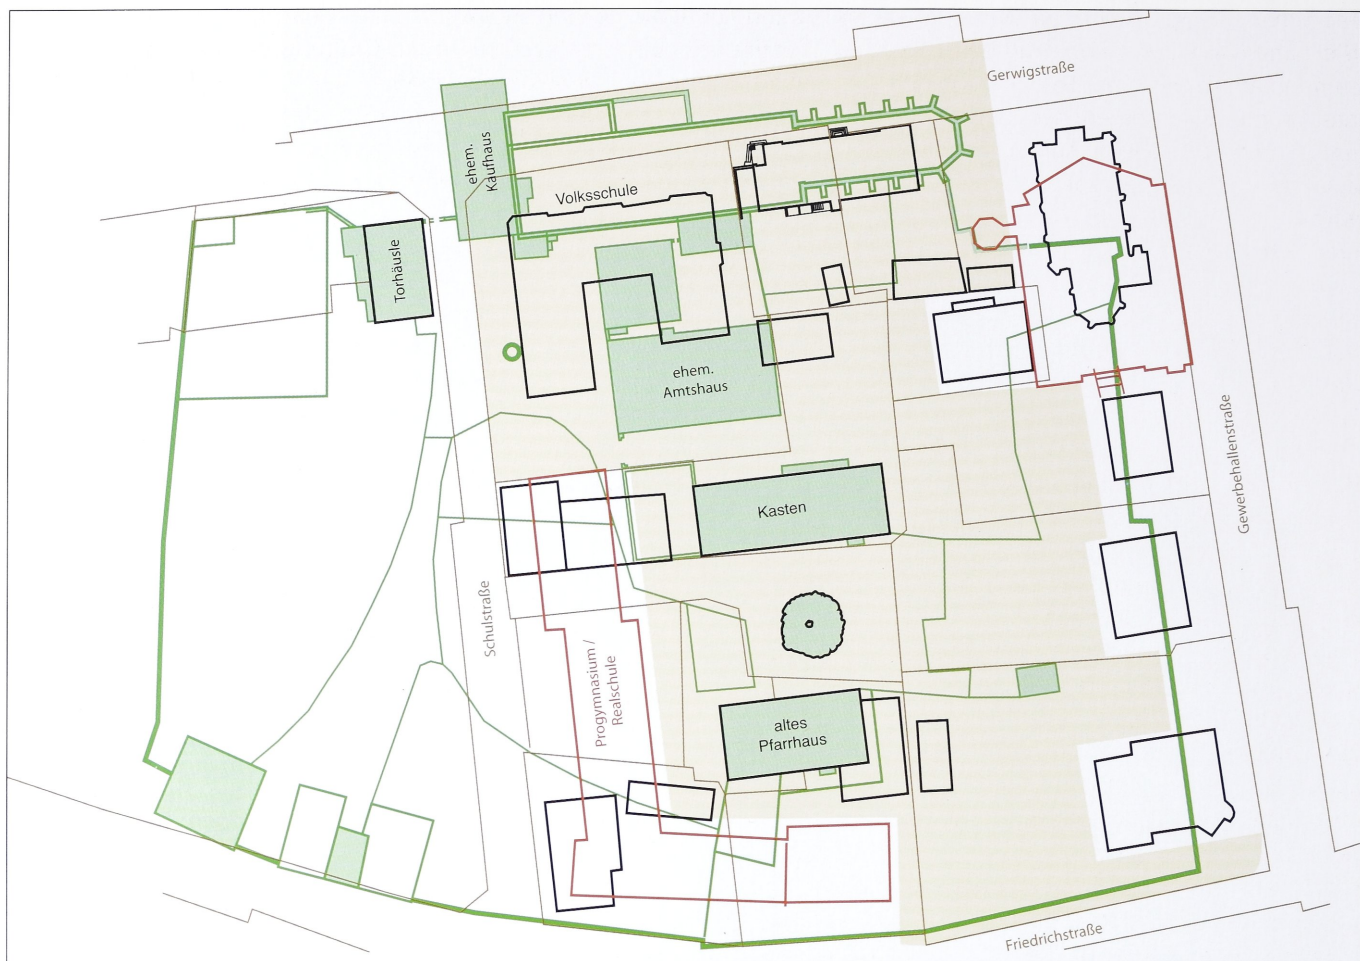 Gerwigstraße
ehem.
Kaufhaus
Volksschule
Torhäusle
ehem.
Amtshaus
Gewerbehallenstraße
Kasten
Schulstraße
Progymnasium /
Realschule
altes
Pfarrhaus
Friedrichstraße